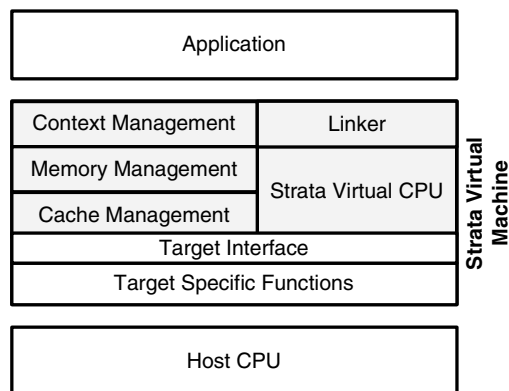 Application
Context Management
Linker
Memory Management
Strata Virtual CPU
Cache Management
Target Interface
Target Specific Functions
Strata Virtual
Machine
Host CPU